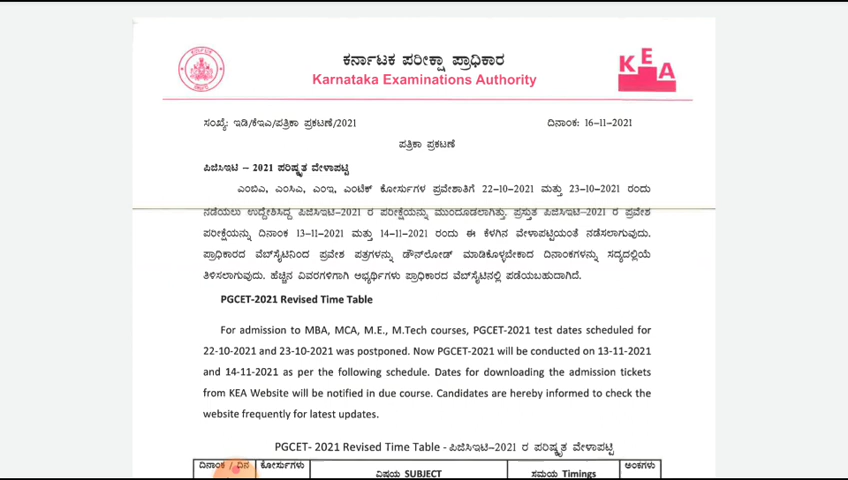 ಕರ್ನಾಟಕ ಪರೀಕ್ಷಾ ಪ್ರಾಧಿಕಾರ
Karnataka Examinations Authority
KEA
ಸಂಖ್ಯೆ: ಇಡಿ/ಕೆಇಎ/ಪತ್ರಿಕಾ ಪ್ರಕಟಣೆ/2021 ದಿನಾಂಕ: 16-11-2021
ಪತ್ರಿಕಾ ಪ್ರಕಟಣೆ
ಪಿಜಿಸಿಇಟಿ – 2021 ಪರಿಷ್ಕೃತ ವೇಳಾಪಟ್ಟಿ
ಎಂಬಿಎ, ಎಂಸಿಎ, ಎಂಇ, ಎಂಟೆಕ್ ಕೋರ್ಸುಗಳ ಪ್ರವೇಶಾತಿಗೆ 22-10-2021 ಮತ್ತು 23-10-2021 ರಂದು
ನಡೆಯಲು ಉದ್ದೇಶಿಸಿದ್ದ ಪಿಜಿಸಿಇಟಿ-2021 ರ ಪರೀಕ್ಷೆಯನ್ನು ಮುಂದೂಡಲಾಗಿತ್ತು. ಪ್ರಸ್ತುತ ಪಿಜಿಸಿಇಟಿ-2021 ರ ಪ್ರವೇಶ
ಪರೀಕ್ಷೆಯನ್ನು ದಿನಾಂಕ 13-11-2021 ಮತ್ತು 14-11-2021 ರಂದು ಈ ಕೆಳಗಿನ ವೇಳಾಪಟ್ಟಿಯಂತೆ ನಡೆಸಲಾಗುವುದು.
ಪ್ರಾಧಿಕಾರದ ವೆಬ್‌ಸೈಟಿನಿಂದ ಪ್ರವೇಶ ಪತ್ರಗಳನ್ನು ಡೌನ್‌ಲೋಡ್ ಮಾಡಿಕೊಳ್ಳಬೇಕಾದ ದಿನಾಂಕಗಳನ್ನು ಸದ್ಯದಲ್ಲಿಯೆ
ತಿಳಿಸಲಾಗುವುದು. ಹೆಚ್ಚಿನ ವಿವರಗಳಿಗಾಗಿ ಅಭ್ಯರ್ಥಿಗಳು ಪ್ರಾಧಿಕಾರದ ವೆಬ್‌ಸೈಟಿನಲ್ಲಿ ಪಡೆಯಬಹುದಾಗಿದೆ.
PGCET-2021 Revised Time Table
For admission to MBA, MCA, M.E., M.Tech courses, PGCET-2021 test dates scheduled for
22-10-2021 and 23-10-2021 was postponed. Now PGCET-2021 will be conducted on 13-11-2021
and 14-11-2021 as per the following schedule. Dates for downloading the admission tickets
from KEA Website will be notified in due course. Candidates are hereby informed to check the
website frequently for latest updates.
PGCET- 2021 Revised Time Table - ಪಿಜಿಸಿಇಟಿ-2021 ರ ಪರಿಷ್ಕೃತ ವೇಳಾಪಟ್ಟಿ
ದಿನಾಂಕ / ದಿನ ಕೋರ್ಸುಗಳು ವಿಷಯ SUBJECT ಸಮಯ Timings ಅಂಕಗಳು